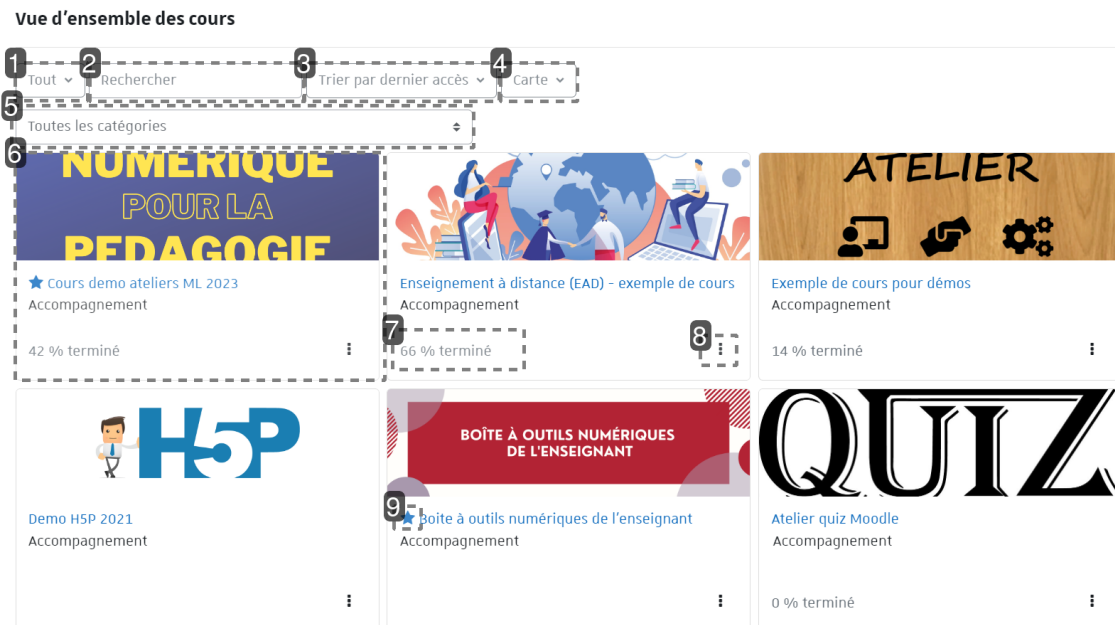 Vue d'ensemble des cours
1 Tout 2 Rechercher 3 Trier par dernier accès 4 Carte
5 Toutes les catégories
6 NUMERIQUE
POUR LA
PEDAGOGIE
ATELIER
Cours demo ateliers ML 2023
Accompagnement
42 % terminé
Enseignement à distance (EAD) - exemple de cours
Accompagnement
7 66 % terminé 8
Exemple de cours pour démos
Accompagnement
14 % terminé
H5P
Demo H5P 2021
Accompagnement
BOÎTE À OUTILS NUMÉRIQUES
DE L'ENSEIGNANT
9 Boite à outils numériques de l'enseignant
Accompagnement
QUIZ
Atelier quiz Moodle
Accompagnement
0 % terminé